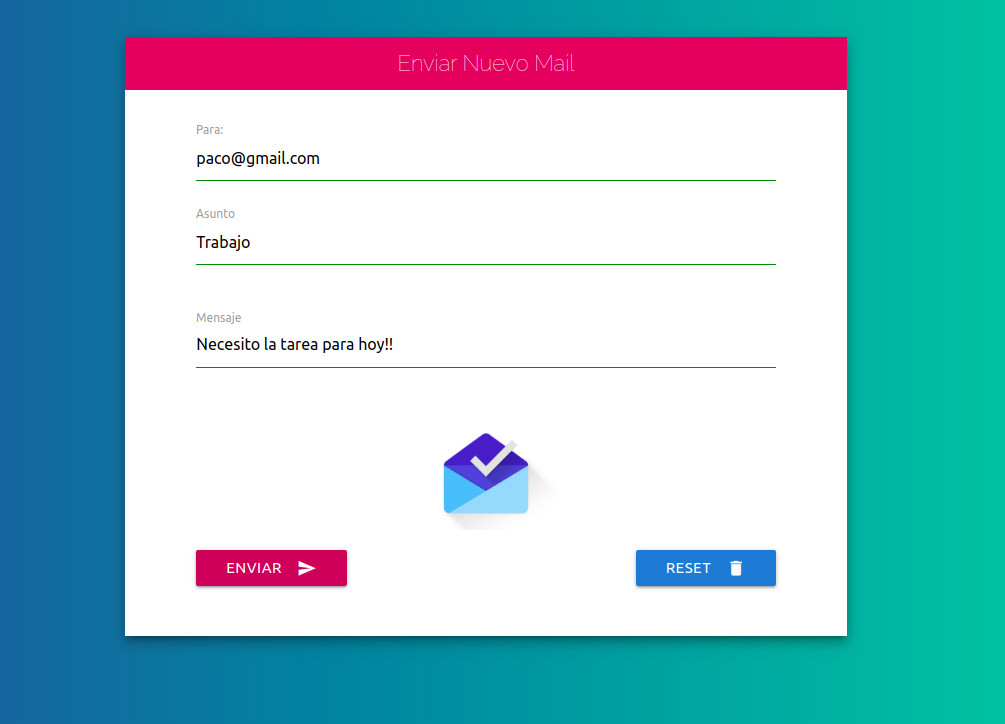 Enviar Nuevo Mail
Para:
paco@gmail.com
Asunto
Trabajo
Mensaje
Necesito la tarea para hoy!!
ENVIAR
RESET